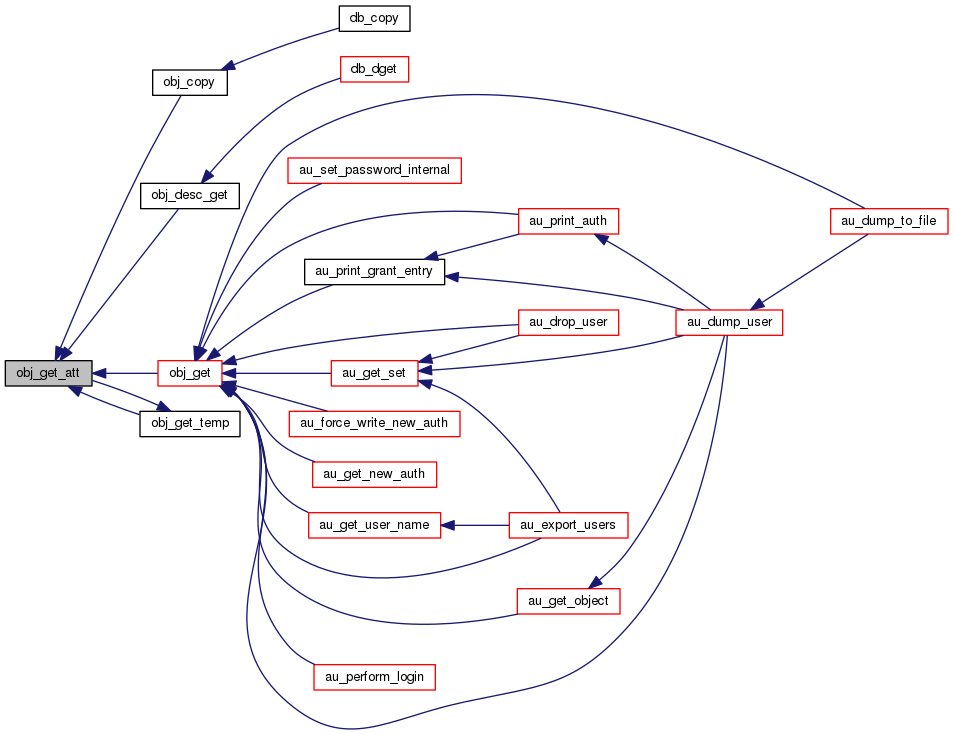 db_copy
db_dget
obj_copy
au_set_password_internal
obj_desc_get
au_print_auth
au_dump_to_file
au_print_grant_entry
au_drop_user
au_dump_user
obj_get_att
obj_get
au_get_set
obj_get_temp
au_force_write_new_auth
au_get_new_auth
au_get_user_name
au_export_users
au_get_object
au_perform_login